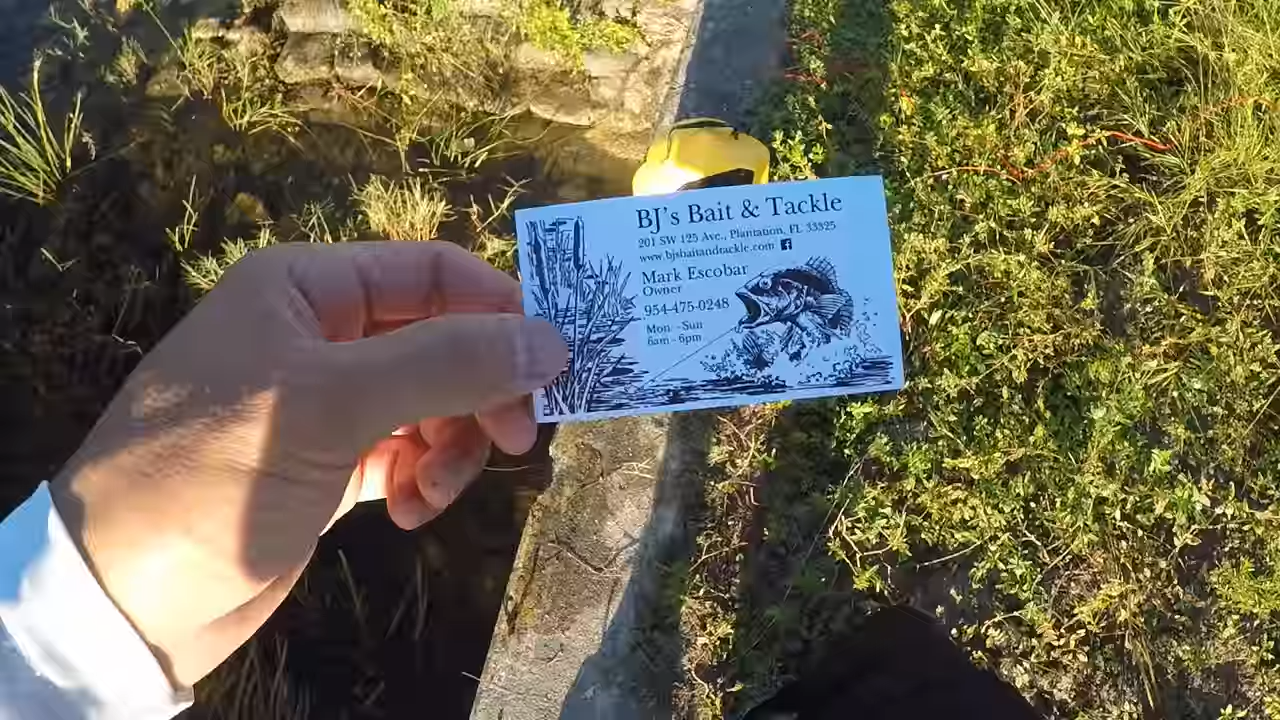 BJ's Bait & Tackle
201 SW 125 Ave., Plantation, FL 33325
www.bjsbaitandtackle.com
Mark Escobar
Owner
954-475-0248
Mon. - Sun
6am - 6pm